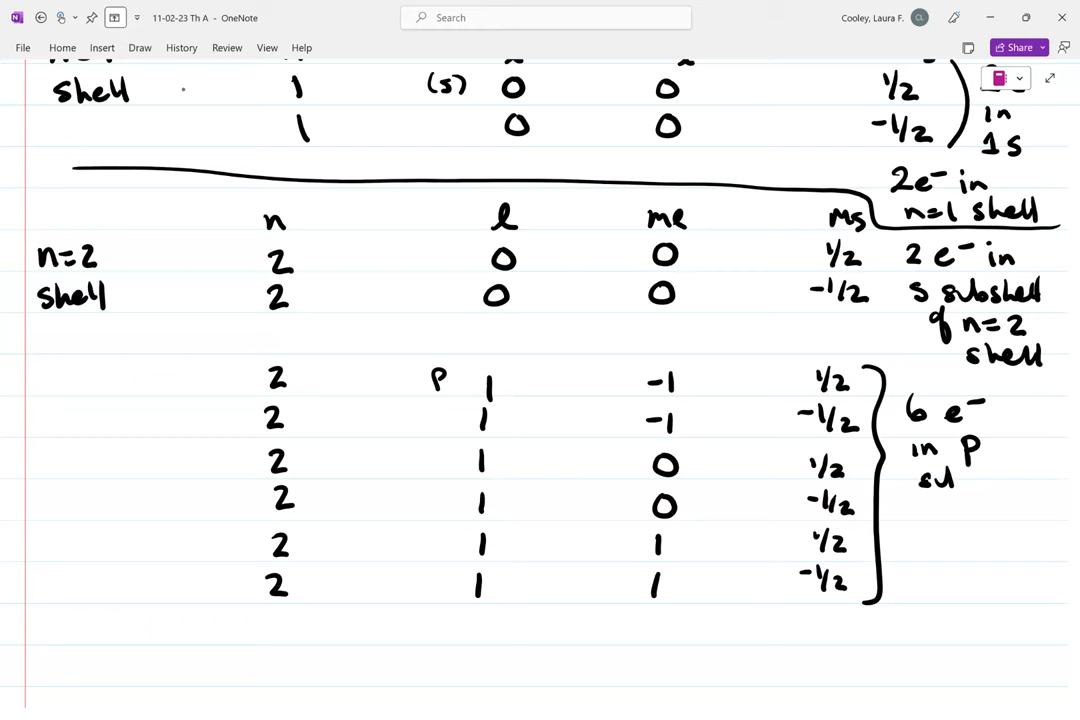 11-02-23 Th A - OneNote
Search
Cooley, Laura F.
CL
File Home Insert Draw History Review View Help
Share
shell 1 (s) 0 0 1/2
1 0 0 -1/2
in
1s
2e⁻ in
n=1 shell
n l ml ms
n=2 2 0 0 1/2 2 e⁻ in
shell 2 0 0 -1/2 s subshell
of n=2
shell
2 p 1 -1 1/2
2 1 -1 -1/2 6 e⁻
2 1 0 1/2 in p
2 1 0 -1/2 su
2 1 1 1/2
2 1 1 -1/2